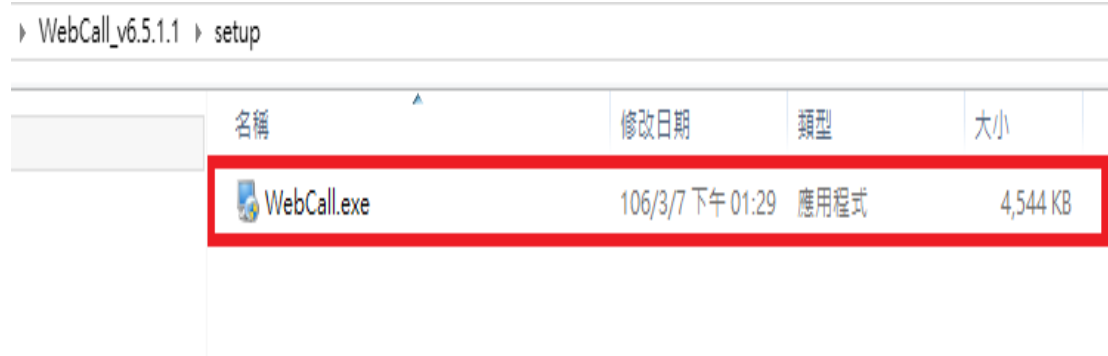 WebCall_v6.5.1.1 setup
名稱 修改日期 類型 大小
WebCall.exe 106/3/7 下午 01:29 應用程式 4,544 KB